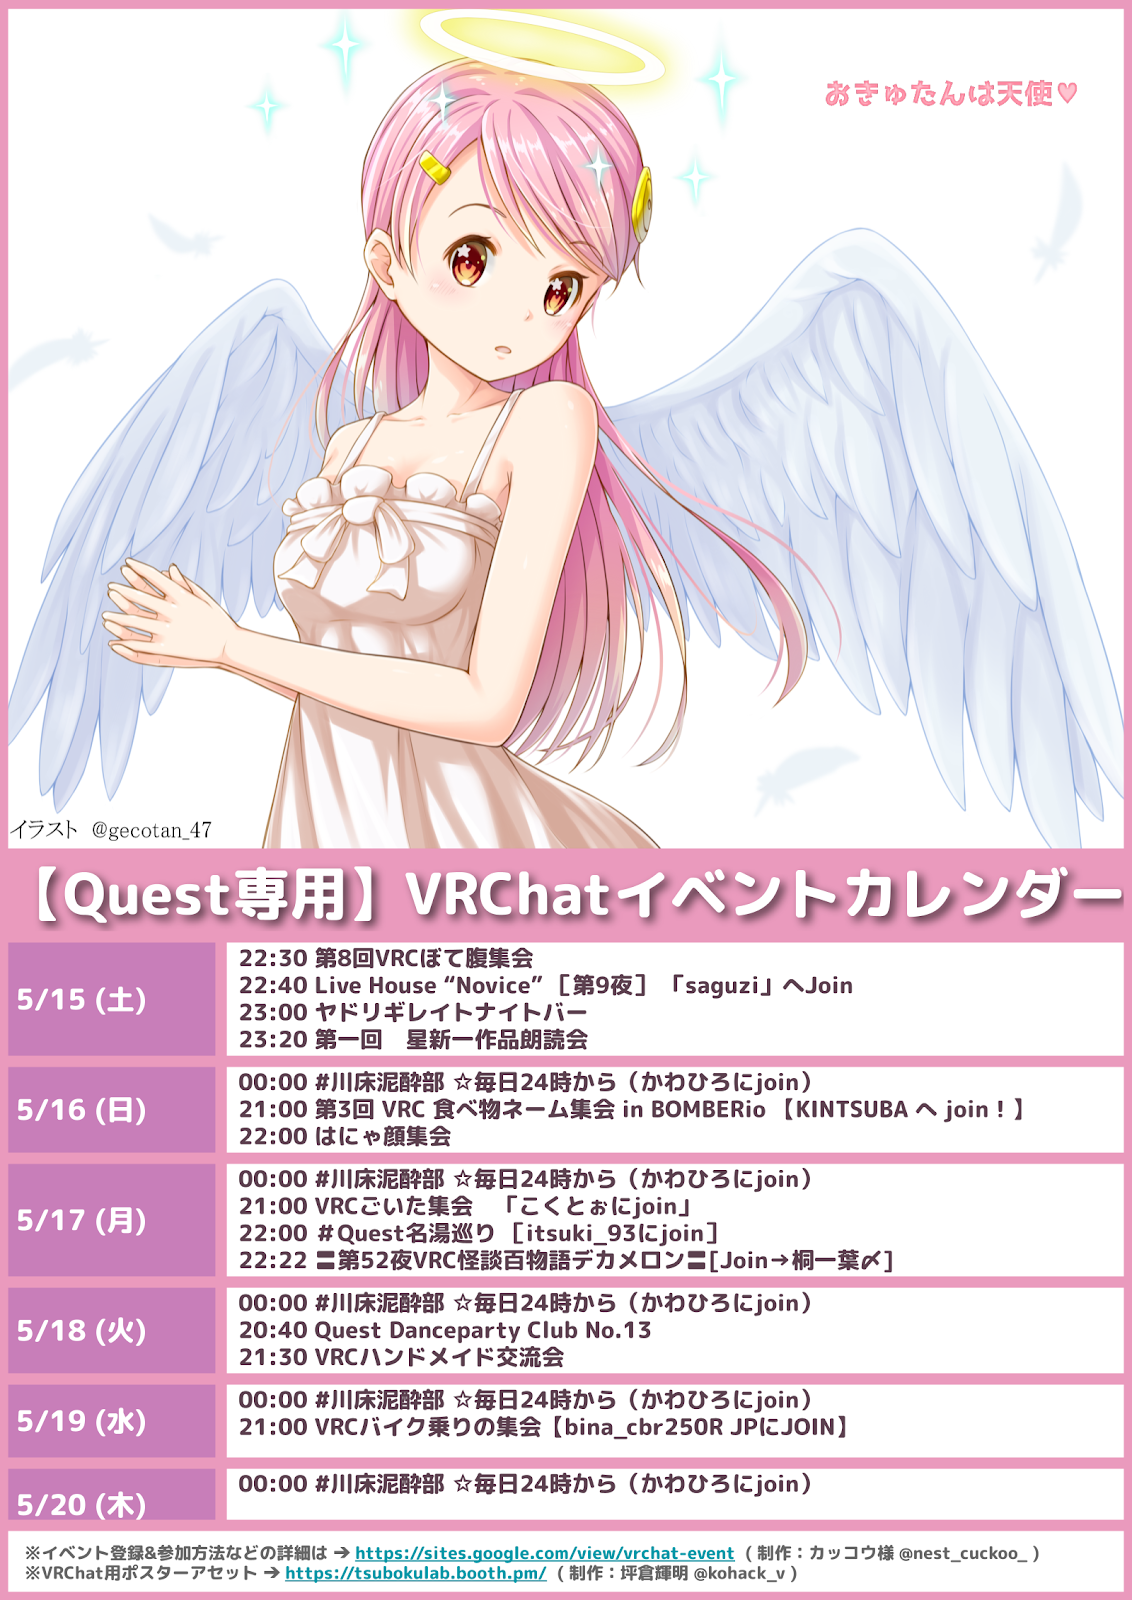 おきゅたんは天使♥
イラスト @gecotan_47
【Quest専用】VRChatイベントカレンダー
5/15 (土)
22:30 第8回VRCぼて腹集会
22:40 Live House “Novice” ［第9夜］ 「saguzi」へJoin
23:00 ヤドリギレイトナイトバー
23:20 第一回　星新一作品朗読会
5/16 (日)
00:00 #川床泥酔部 ☆毎日24時から（かわひろにjoin）
21:00 第3回 VRC 食べ物ネーム集会 in BOMBERio 【KINTSUBA へ join！】
22:00 はにゃ顔集会
5/17 (月)
00:00 #川床泥酔部 ☆毎日24時から（かわひろにjoin）
21:00 VRCごいた集会　「こくとぉにjoin」
22:00 ＃Quest名湯巡り ［itsuki_93にjoin］
22:22 〓第52夜VRC怪談百物語デカメロン〓[Join→桐一葉〆]
5/18 (火)
00:00 #川床泥酔部 ☆毎日24時から（かわひろにjoin）
20:40 Quest Danceparty Club No.13
21:30 VRCハンドメイド交流会
5/19 (水)
00:00 #川床泥酔部 ☆毎日24時から（かわひろにjoin）
21:00 VRCバイク乗りの集会【bina_cbr250R JPにJOIN】
5/20 (木)
00:00 #川床泥酔部 ☆毎日24時から（かわひろにjoin）
※イベント登録&参加方法などの詳細は → https://sites.google.com/view/vrchat-event （ 制作：カッコウ様 @nest_cuckoo_ ）
※VRChat用ポスターアセット → https://tsubokulab.booth.pm/ （ 制作：坪倉輝明 @kohack_v ）